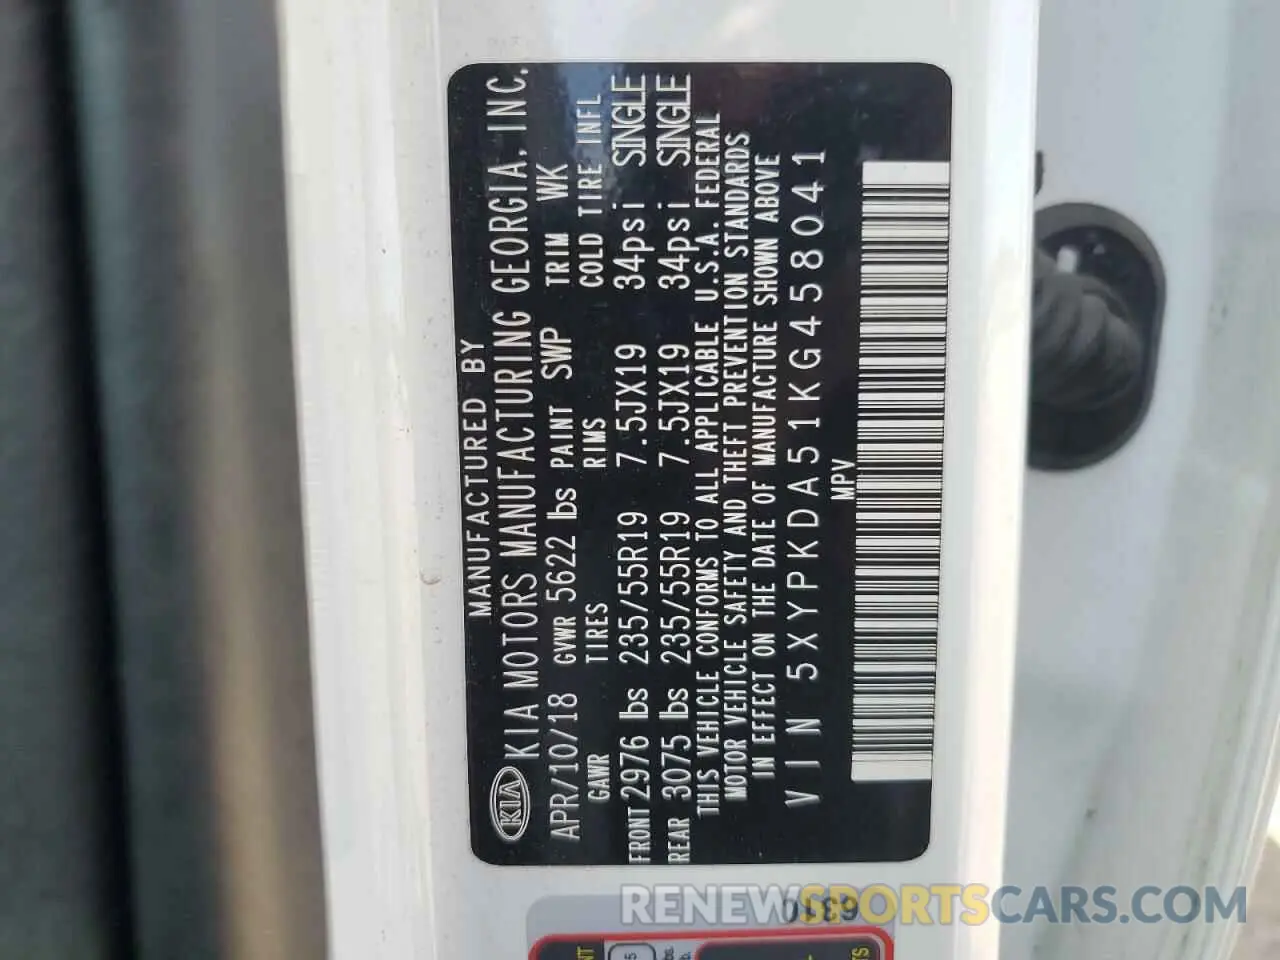 MANUFACTURED BY
KIA KIA MOTORS MANUFACTURING GEORGIA, INC.
APR/10/18 GVWR 5622 lbs PAINT SWP TRIM WK
GAWR TIRES RIMS COLD TIRE INFL
FRONT 2976 lbs 235/55R19 7.5JX19 34psi SINGLE
REAR 3075 lbs 235/55R19 7.5JX19 34psi SINGLE
THIS VEHICLE CONFORMS TO ALL APPLICABLE U.S.A. FEDERAL
MOTOR VEHICLE SAFETY AND THEFT PREVENTION STANDARDS
IN EFFECT ON THE DATE OF MANUFACTURE SHOWN ABOVE
VIN 5XYPKDA51KG458041
MPV
RENEWSPORTSCARS.COM